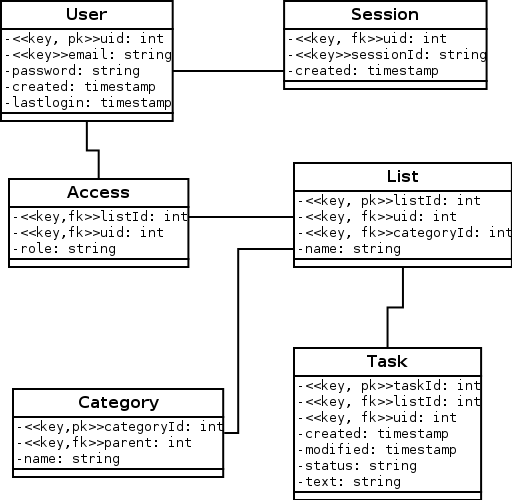 User
-<<key, pk>>uid: int
-<<key>>email: string
-password: string
-created: timestamp
-lastlogin: timestamp
Session
-<<key, fk>>uid: int
-<<key>>sessionId: string
-created: timestamp
Access
-<<key,fk>>listId: int
-<<key,fk>>uid: int
-role: string
List
-<<key, pk>>listId: int
-<<key, fk>>uid: int
-<<key, fk>>categoryId: int
-name: string
Category
-<<key,pk>>categoryId: int
-<<key,fk>>parent: int
-name: string
Task
-<<key, pk>>taskId: int
-<<key, fk>>listId: int
-<<key, fk>>uid: int
-created: timestamp
-modified: timestamp
-status: string
-text: string